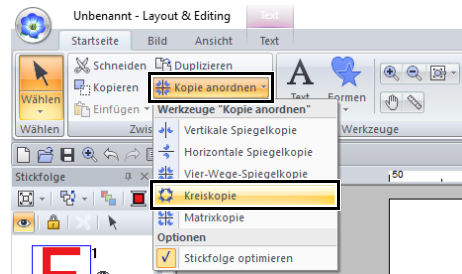 Unbenannt - Layout & Editing Text
Startseite Bild Ansicht Text
Schneiden Duplizieren
Kopieren Kopie anordnen
Einfügen
Wählen
Text Formen
Wählen Zwis Werkzeuge
Werkzeuge "Kopie anordnen"
Vertikale Spiegelkopie
Horizontale Spiegelkopie
Vier-Wege-Spiegelkopie
Kreiskopie
Matrixkopie
Optionen
Stickfolge optimieren
Stickfolge
50
1
E